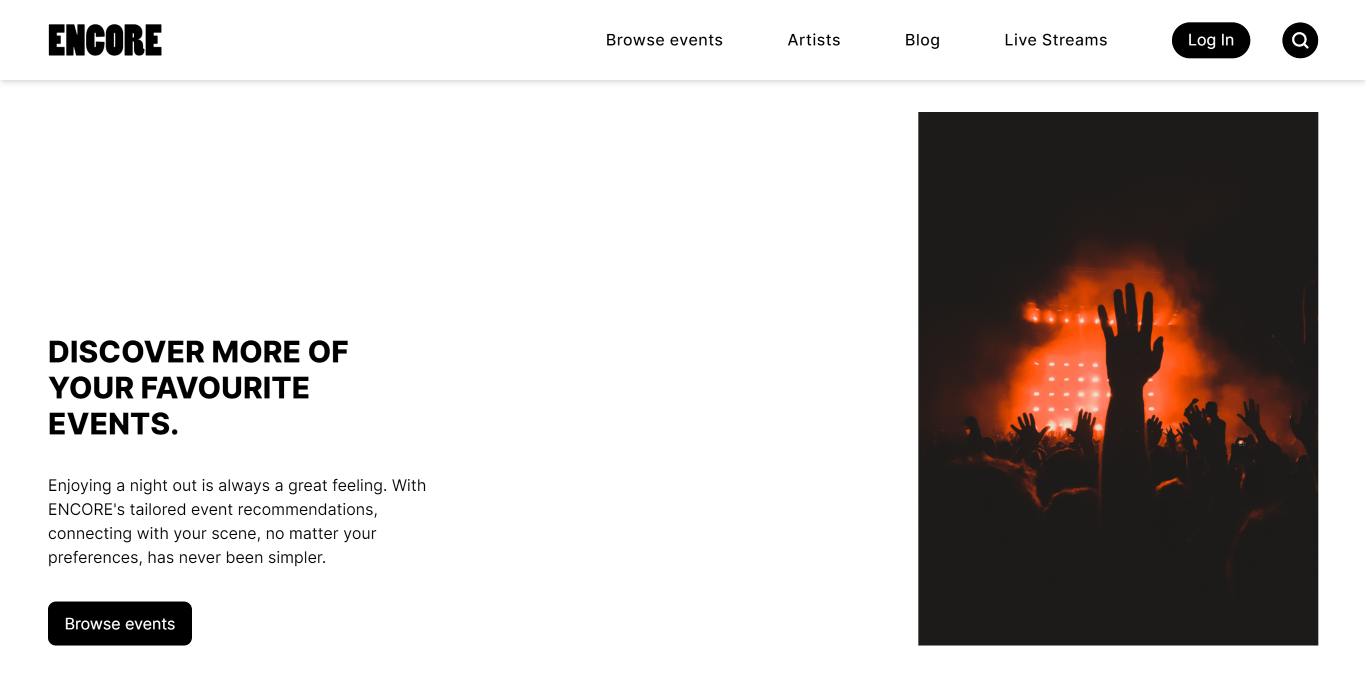 ENCORE
Browse events
Artists
Blog
Live Streams
Log In
DISCOVER MORE OF
YOUR FAVOURITE
EVENTS.
Enjoying a night out is always a great feeling. With
ENCORE's tailored event recommendations,
connecting with your scene, no matter your
preferences, has never been simpler.
Browse events